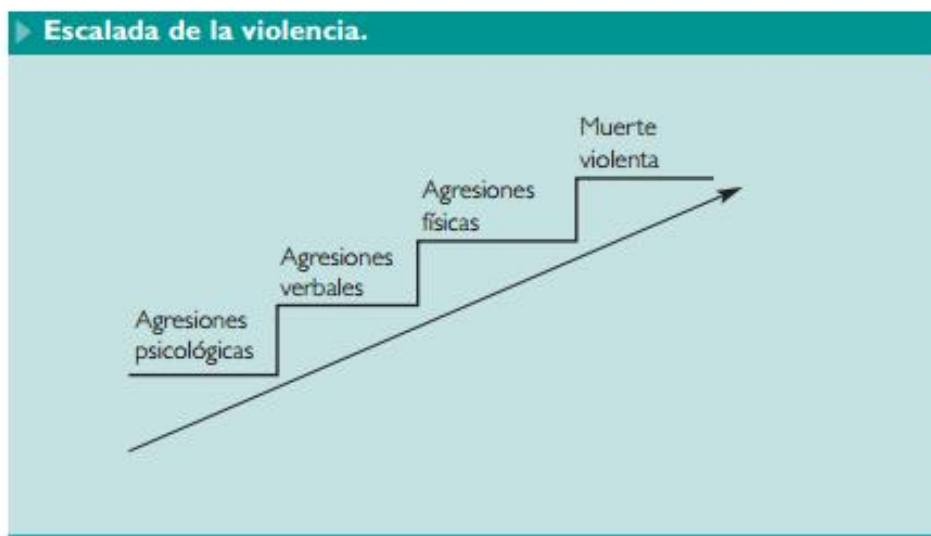 Escalada de la violencia.
Muerte
violenta
Agresiones
físicas
Agresiones
verbales
Agresiones
psicológicas